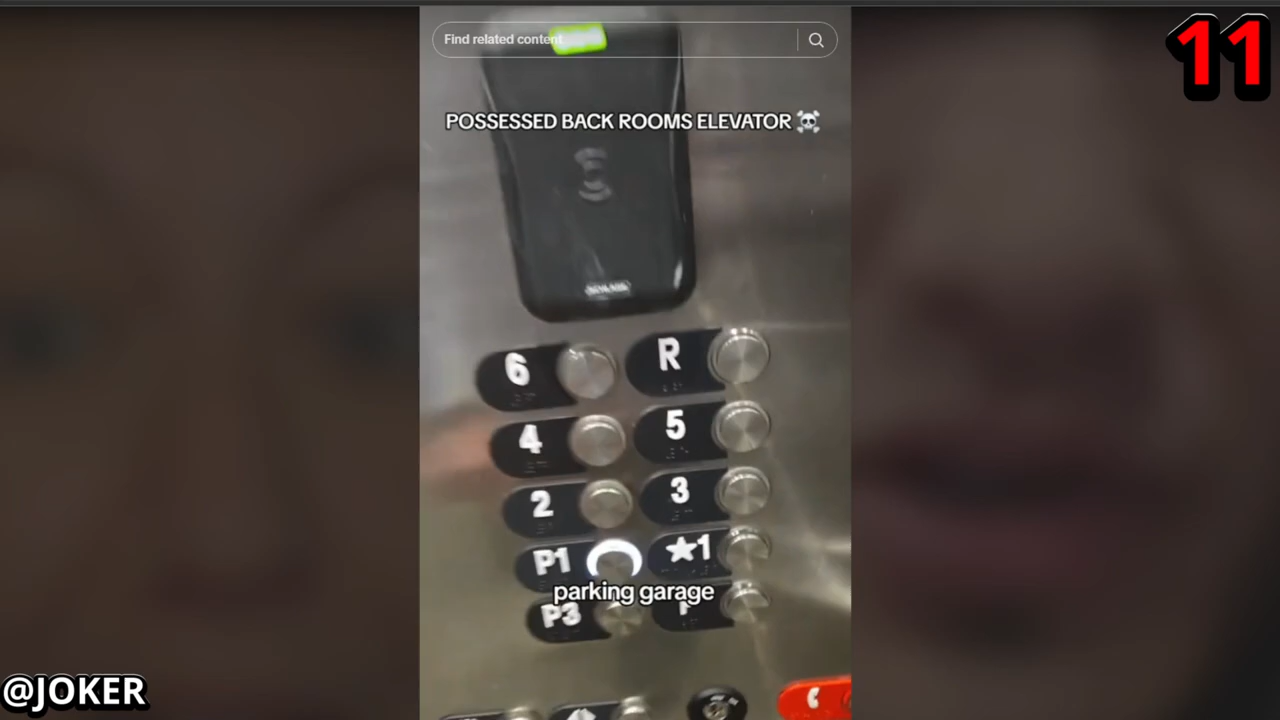 Find related content
11
POSSESSED BACK ROOMS ELEVATOR ☠️
6 R
4 5
2 3
P1 ★1
parking garage
P3
@JOKER